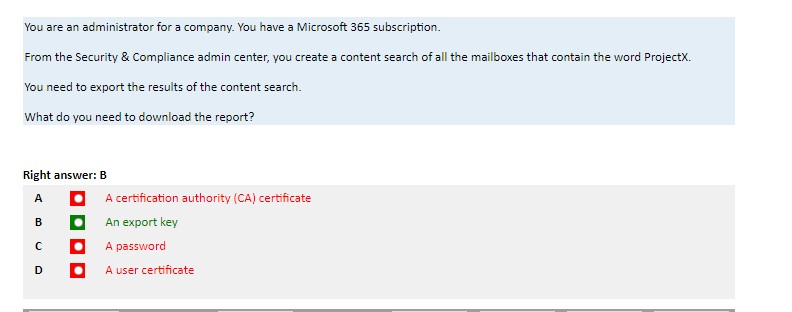 You are an administrator for a company. You have a Microsoft 365 subscription.
From the Security & Compliance admin center, you create a content search of all the mailboxes that contain the word ProjectX.
You need to export the results of the content search.
What do you need to download the report?
Right answer: B
A A certification authority (CA) certificate
B An export key
C A password
D A user certificate